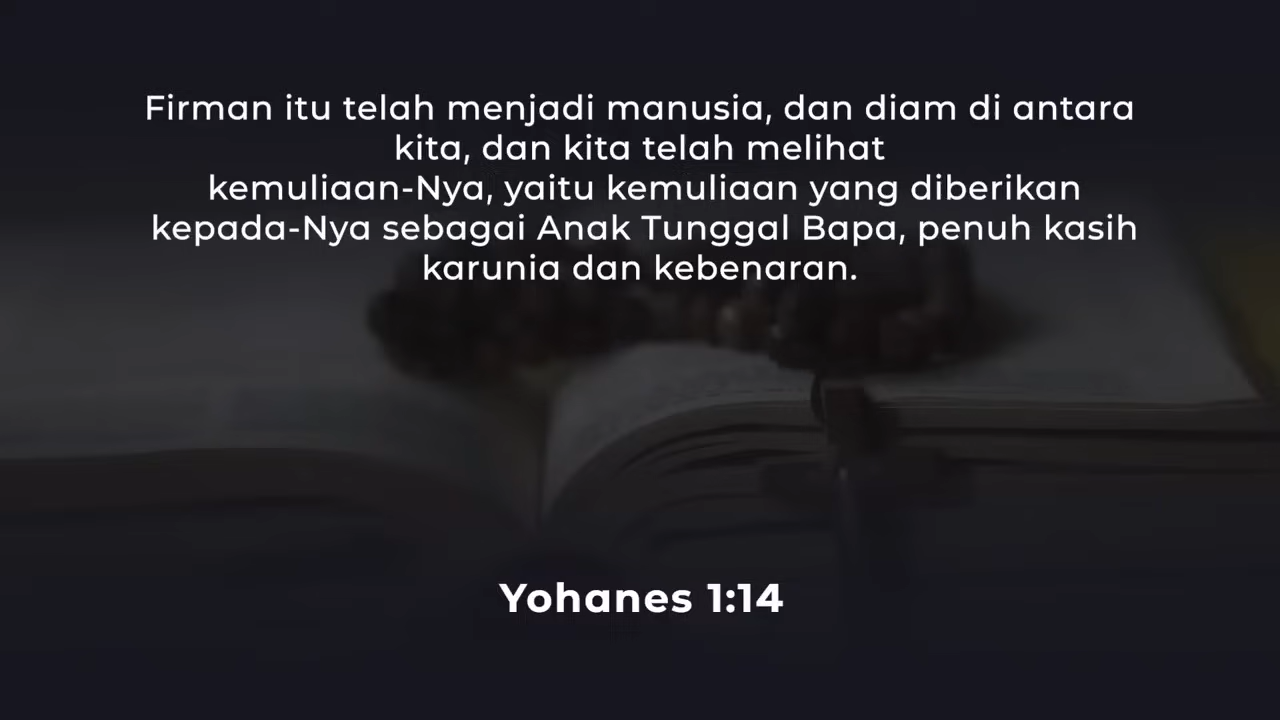 Firman itu telah menjadi manusia, dan diam di antara
kita, dan kita telah melihat
kemuliaan-Nya, yaitu kemuliaan yang diberikan
kepada-Nya sebagai Anak Tunggal Bapa, penuh kasih
karunia dan kebenaran.
Yohanes 1:14